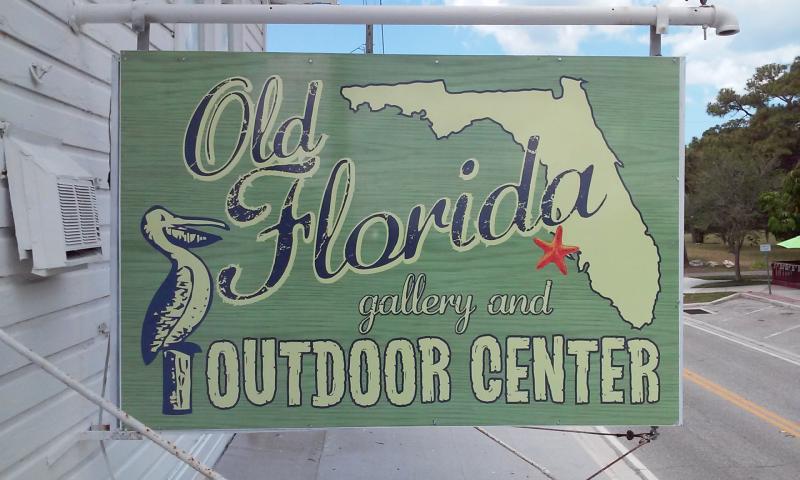 Old
Florida
gallery and
OUTDOOR CENTER